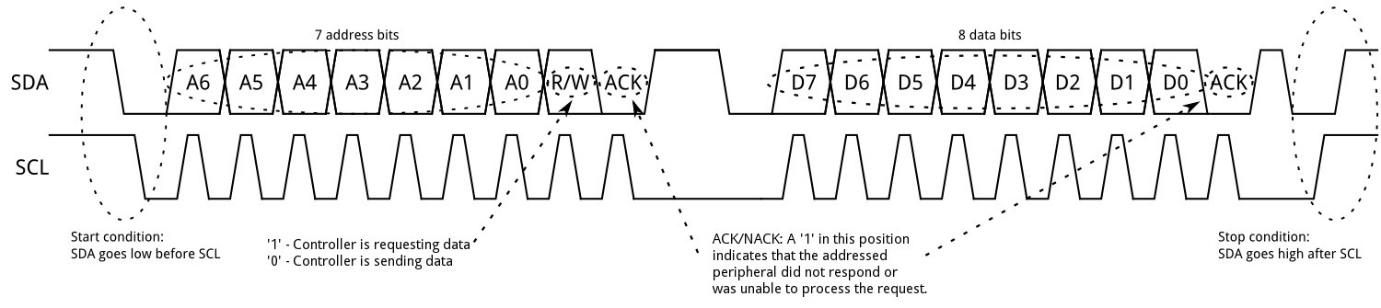 7 address bits
8 data bits
SDA
A6 A5 A4 A3 A2 A1 A0 R/W ACK
D7 D6 D5 D4 D3 D2 D1 D0 ACK
SCL
Start condition:
SDA goes low before SCL
'1' - Controller is requesting data
'0' - Controller is sending data
ACK/NACK: A '1' in this position
indicates that the addressed
peripheral did not respond or
was unable to process the request.
Stop condition:
SDA goes high after SCL